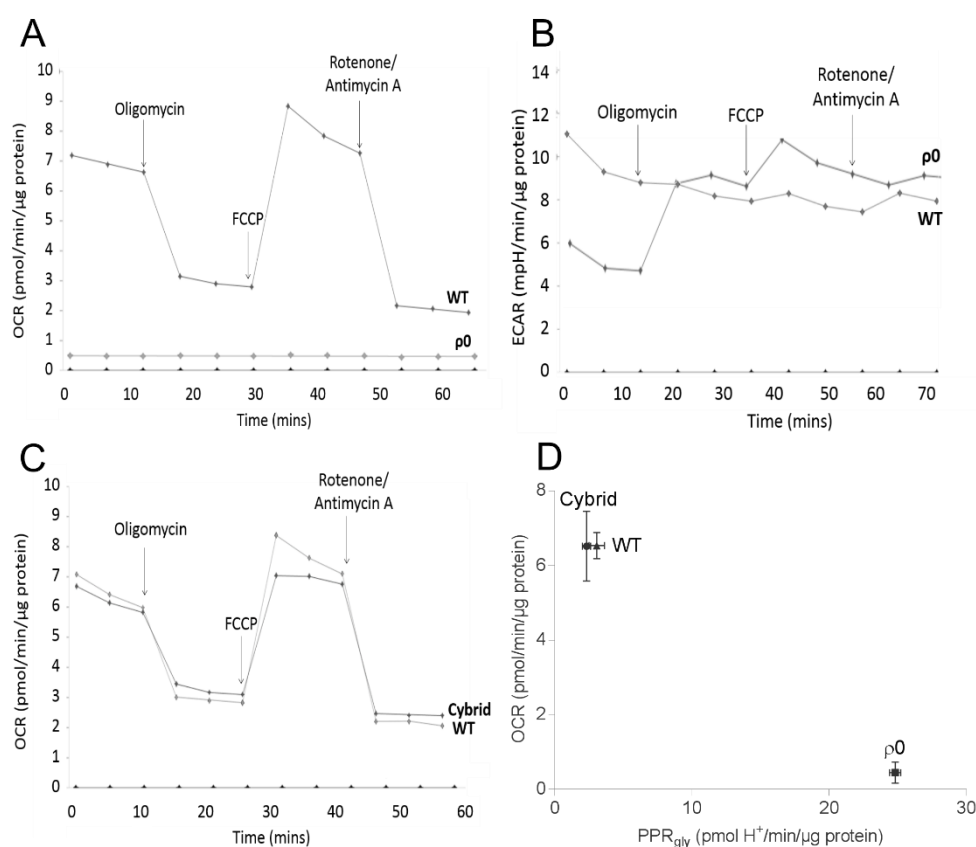 A
OCR (pmol/min/µg protein)
10
9
8
7
6
5
4
3
2
1
0
Oligomycin
FCCP
Rotenone/
Antimycin A
WT
ρ0
0 10 20 30 40 50 60
Time (mins)
B
ECAR (mpH/min/µg protein)
14
12
10
8
6
4
2
0
Oligomycin
FCCP
Rotenone/
Antimycin A
ρ0
WT
0 10 20 30 40 50 60 70
Time (mins)
C
OCR (pmol/min/µg protein)
10
9
8
7
6
5
4
3
2
1
0
Oligomycin
FCCP
Rotenone/
Antimycin A
Cybrid
WT
0 10 20 30 40 50 60
Time (mins)
D
OCR (pmol/min/µg protein)
8
6
4
2
0
Cybrid
WT
ρ0
0 10 20 30
PPRgly (pmol H⁺/min/µg protein)